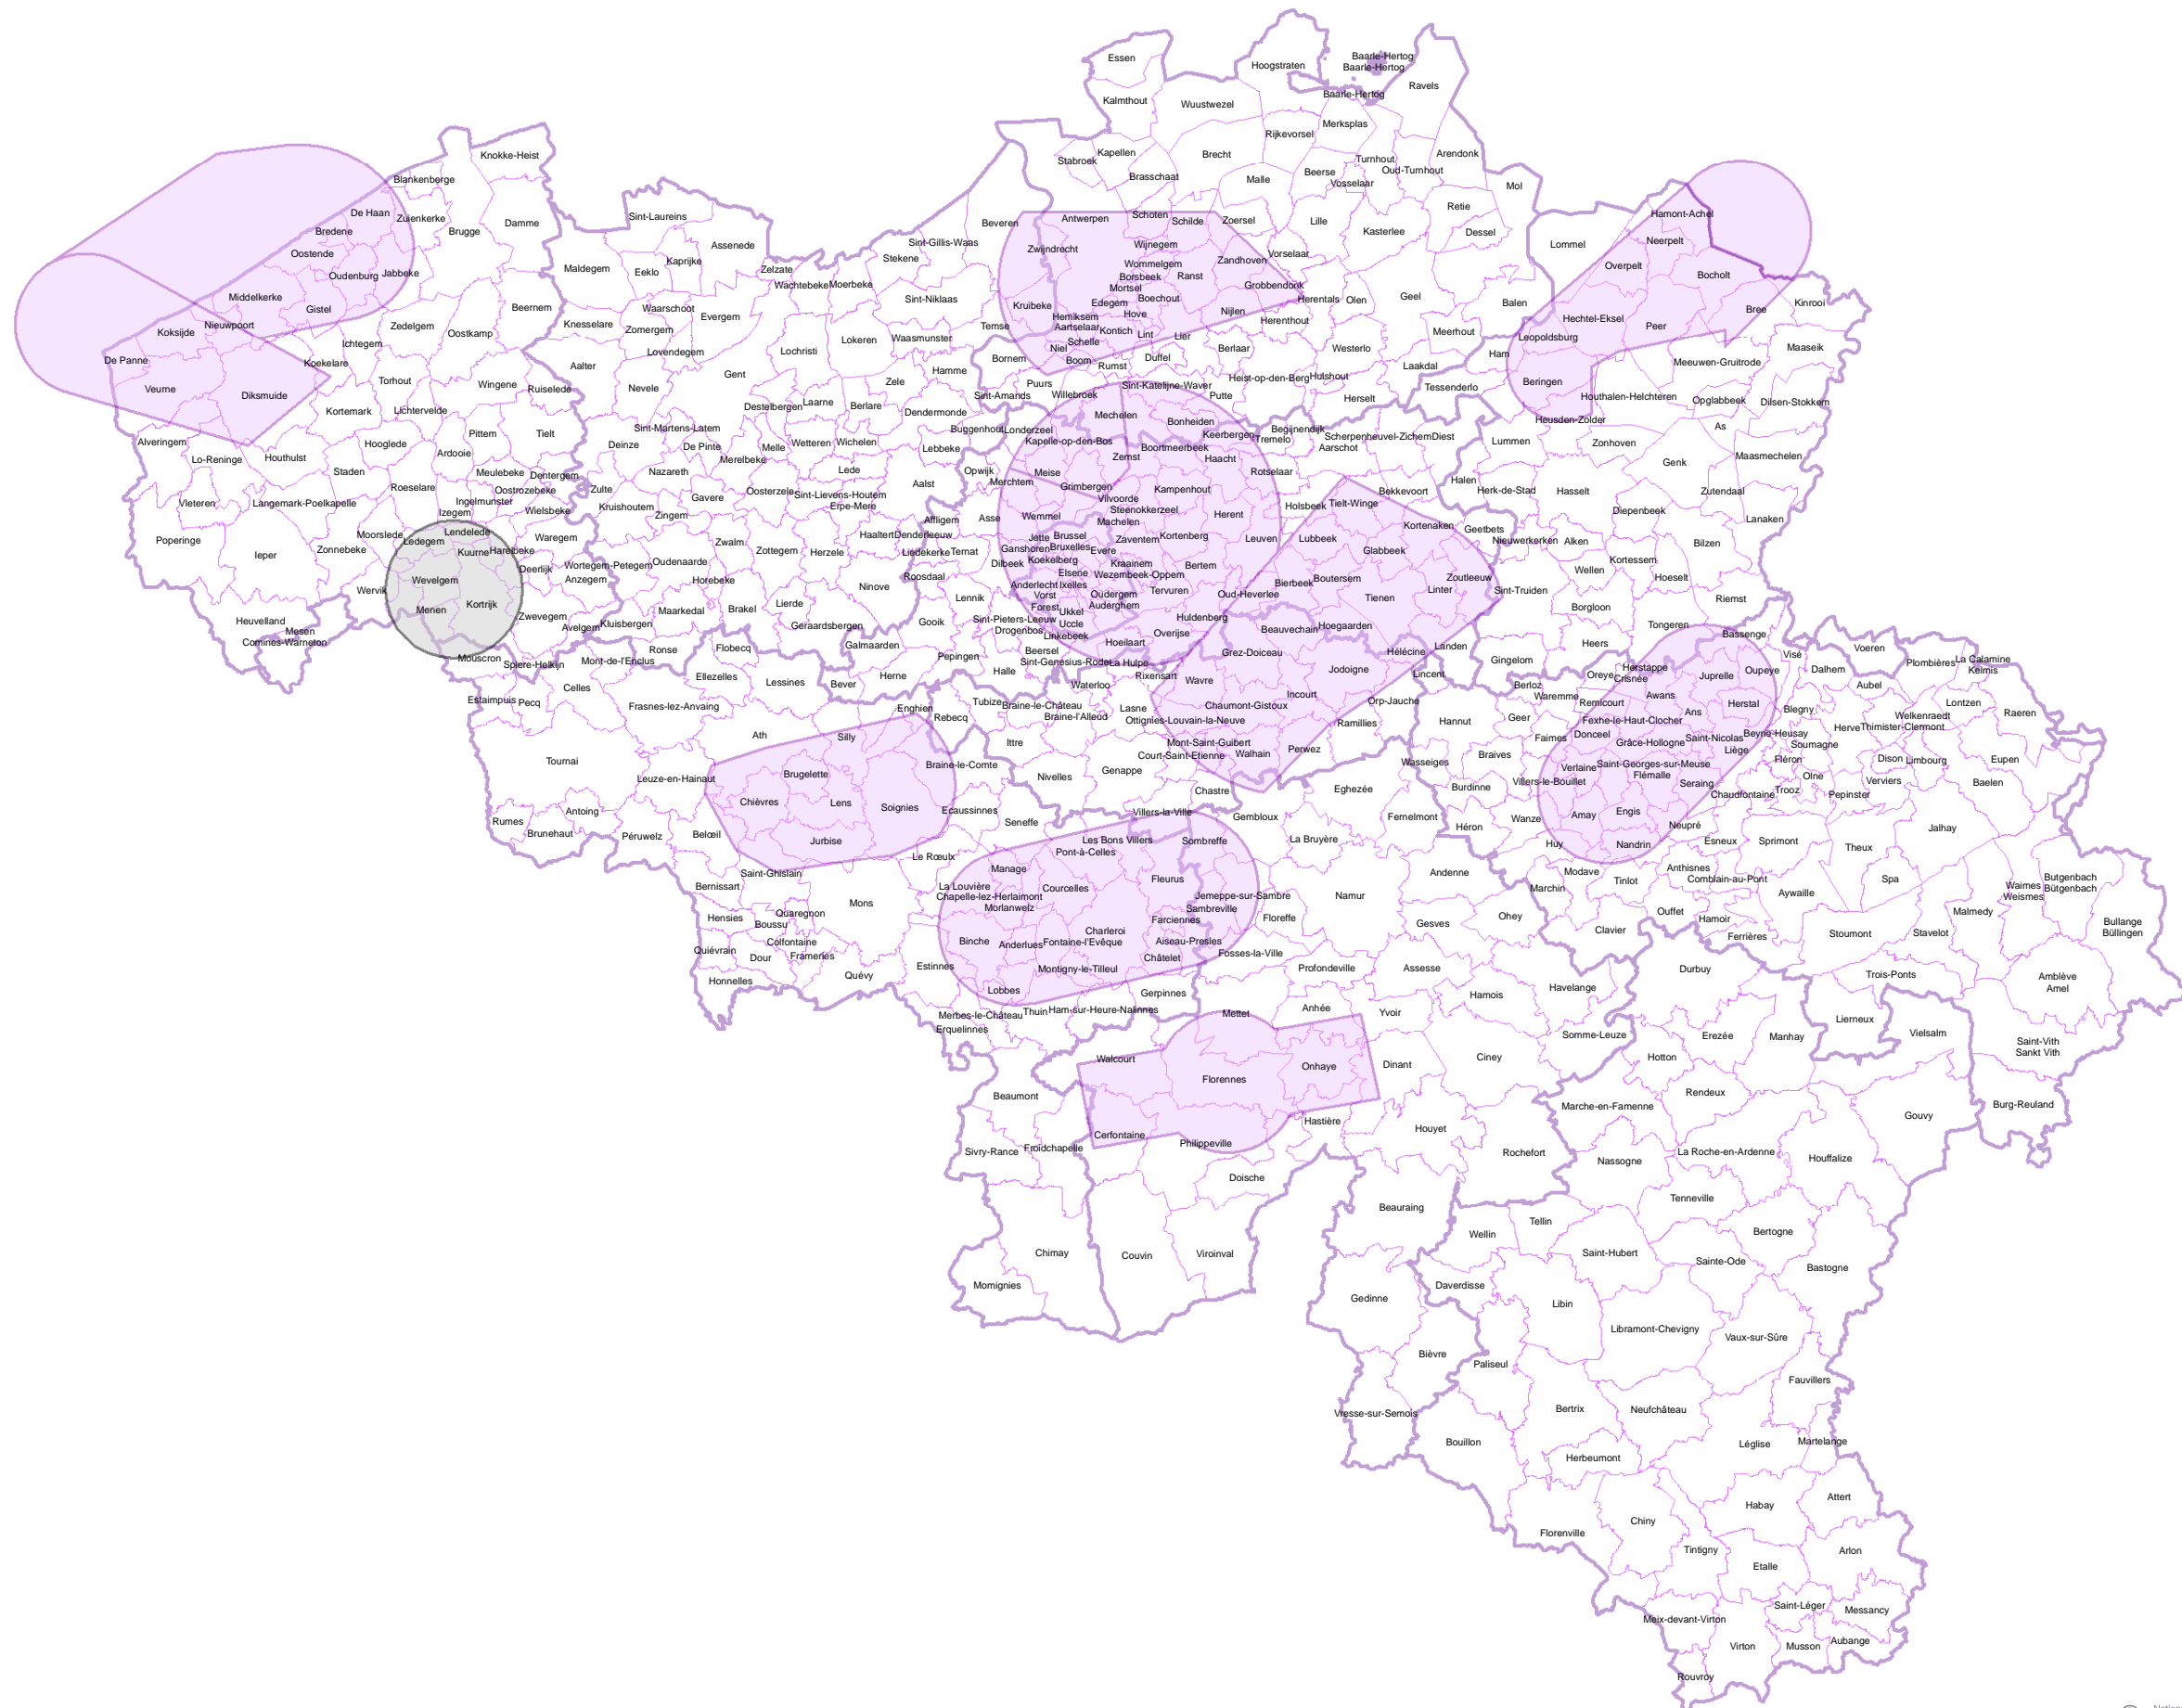 Essen
Hoogstraten
Baarle-Hertog
Baarle-Hertog
Ravels
Kalmthout
Wuustwezel
Baarle-Hertog
Merksplas
Rijkevorsel
Knokke-Heist
Stabroek
Kapellen
Brecht
Turnhout
Arendonk
Blankenberge
Brasschaat
Malle
Beerse
Vosselaar
Oud-Turnhout
Mol
De Haan
Zuienkerke
Damme
Sint-Laureins
Beveren
Antwerpen
Schoten
Schilde
Zoersel
Lille
Retie
Hamont-Achel
Bredene
Brugge
Assenede
Sint-Gillis-Waas
Zwijndrecht
Wijnegem
Kasterlee
Dessel
Lommel
Neerpelt
Oostende
Oudenburg
Jabbeke
Maldegem
Eeklo
Kaprijke
Zelzate
Stekene
Wommelgem
Borsbeek
Ranst
Zandhoven
Vorselaar
Overpelt
Bocholt
Middelkerke
Gistel
Beernem
Waarschoot
Wachtebeke
Moerbeke
Sint-Niklaas
Kruibeke
Mortsel
Edegem
Boechout
Grobbendonk
Herentals
Olen
Geel
Balen
Bree
Kinrooi
Koksijde
Nieuwpoort
Zedelgem
Oostkamp
Knesselare
Zomergem
Evergem
Temse
Hemiksem
Hove
Aartselaar
Kontich
Lint
Nijlen
Herenthout
Meerhout
Hechtel-Eksel
Peer
Leopoldsburg
De Panne
Koekelare
Ichtegem
Lovendegem
Lochristi
Lokeren
Waasmunster
Schelle
Niel
Boom
Lier
Duffel
Berlaar
Westerlo
Ham
Maaseik
Veurne
Diksmuide
Torhout
Wingene
Ruiselede
Aalter
Nevele
Gent
Zele
Hamme
Bornem
Rumst
Puurs
Willebroek
Sint-Katelijne-Waver
Heist-op-den-Berg
Hulshout
Laakdal
Tessenderlo
Beringen
Meeuwen-Gruitrode
Kortemark
Lichtervelde
Destelbergen
Laarne
Berlare
Sint-Amands
Putte
Herselt
Houthalen-Helchteren
Opglabbeek
Dilsen-Stokkem
Alveringem
Lo-Reninge
Houthulst
Hooglede
Pittem
Tielt
Deinze
Sint-Martens-Latem
De Pinte
Melle
Wetteren
Wichelen
Dendermonde
Buggenhout
Londerzeel
Mechelen
Bonheiden
Keerbergen
Tremelo
Begijnendijk
Scherpenheuvel-Zichem
Diest
Aarschot
Heusden-Zolder
Lummen
Zonhoven
As
Staden
Ardooie
Meulebeke
Dentergem
Merelbeke
Lebbeke
Kapelle-op-den-Bos
Zemst
Boortmeerbeek
Haacht
Rotselaar
Genk
Maasmechelen
Vleteren
Langemark-Poelkapelle
Roeselare
Ingelmunster
Oostrozebeke
Izegem
Wielsbeke
Zulte
Nazareth
Gavere
Oosterzele
Lede
Sint-Lievens-Houtem
Erpe-Mere
Aalst
Opwijk
Merchtem
Meise
Grimbergen
Kampenhout
Vilvoorde
Steenokkerzeel
Holsbeek
Tielt-Winge
Bekkevoort
Halen
Herk-de-Stad
Hasselt
Zutendaal
Poperinge
Ieper
Zonnebeke
Moorslede
Ledegem
Lendelede
Kuurne
Harelbeke
Waregem
Kruishoutem
Zingem
Zwalm
Zottegem
Herzele
Haaltert
Denderleeuw
Affligem
Asse
Wemmel
Machelen
Herent
Leuven
Lubbeek
Kortenaken
Geetbets
Nieuwerkerken
Alken
Diepenbeek
Lanaken
Bilzen
Wevelgem
Wervik
Deerlijk
Wortegem-Petegem
Anzegem
Oudenaarde
Horebeke
Ninove
Liedekerke
Ternat
Roosdaal
Dilbeek
Jette
Ganshoren
Koekelberg
Brussel
Bruxelles
Evere
Zaventem
Kortenberg
Glabbeek
Kortessem
Hoeselt
Menen
Kortrijk
Kraainem
Wezembeek-Oppem
Bertem
Bierbeek
Boutersem
Zoutleeuw
Linter
Sint-Truiden
Wellen
Riemst
Heuvelland
Mesen
Comines-Warneton
Zwevegem
Avelgem
Kluisbergen
Maarkedal
Brakel
Lierde
Geraardsbergen
Lennik
Gooik
Elsene
Anderlecht
Ixelles
Vorst
Forest
Ukkel
Uccle
Oudergem
Auderghem
Tervuren
Oud-Heverlee
Tienen
Borgloon
Tongeren
Mouscron
Spiere-Helkijn
Mont-de-l'Enclus
Ronse
Flobecq
Galmaarden
Pepingen
Sint-Pieters-Leeuw
Drogenbos
Linkebeek
Beersel
Halle
Sint-Genesius-Rode
La Hulpe
Hoeilaart
Overijse
Huldenberg
Beauvechain
Hoegaarden
Grez-Doiceau
Hélécine
Landen
Gingelom
Heers
Bassenge
Visé
Voeren
Estaimpuis
Pecq
Celles
Frasnes-lez-Anvaing
Ellezelles
Lessines
Bever
Herne
Enghien
Rebecq
Tubize
Braine-le-Château
Braine-l'Alleud
Waterloo
Rixensart
Lasne
Wavre
Jodoigne
Incourt
Lincent
Berloz
Waremme
Oreye
Crisnée
Herstappe
Juprelle
Oupeye
Dalhem
Aubel
Plombières
La Calamine
Kelmis
Tournai
Ath
Silly
Ittre
Ottignies-Louvain-la-Neuve
Chaumont-Gistoux
Orp-Jauche
Ramillies
Hannut
Geer
Remicourt
Fexhe-le-Haut-Clocher
Awans
Ans
Herstal
Blegny
Herve
Thimister-Clermont
Welkenraedt
Lontzen
Raeren
Leuze-en-Hainaut
Brugelette
Chièvres
Lens
Soignies
Braine-le-Comte
Nivelles
Genappe
Mont-Saint-Guibert
Court-Saint-Etienne
Walhain
Perwez
Wasseiges
Braives
Faimes
Donceel
Grâce-Hollogne
Saint-Nicolas
Liège
Beyne-Heusay
Soumagne
Fléron
Dison
Limbourg
Eupen
Rumes
Antoing
Brunehaut
Péruwelz
Belœil
Jurbise
Ecaussinnes
Seneffe
Villers-la-Ville
Chastre
Gembloux
Eghezée
Burdinne
Villers-le-Bouillet
Verlaine
Saint-Georges-sur-Meuse
Flémalle
Seraing
Chaudfontaine
Trooz
Olne
Pepinster
Verviers
Baelen
Bernissart
Saint-Ghislain
Le Rœulx
Manage
Pont-à-Celles
Les Bons Villers
Sombreffe
La Bruyère
Fernelmont
Héron
Wanze
Amay
Engis
Huy
Nandrin
Neupré
Esneux
Sprimont
Theux
Jalhay
Hensies
Quaregnon
Boussu
Mons
La Louvière
Chapelle-lez-Herlaimont
Morlanwelz
Courcelles
Fleurus
Jemeppe-sur-Sambre
Sambreville
Namur
Andenne
Marchin
Modave
Tinlot
Anthisnes
Comblain-au-Pont
Aywaille
Spa
Waimes
Weismes
Butgenbach
Bütgenbach
Quiévrain
Dour
Colfontaine
Frameries
Binche
Anderlues
Fontaine-l'Evêque
Charleroi
Farciennes
Aiseau-Presles
Floreffe
Gesves
Ohey
Clavier
Ouffet
Hamoir
Ferrières
Stoumont
Stavelot
Malmedy
Bullange
Büllingen
Honnelles
Quévy
Estinnes
Lobbes
Montigny-le-Tilleul
Châtelet
Gerpinnes
Fosses-la-Ville
Profondeville
Assesse
Hamois
Havelange
Durbuy
Trois-Ponts
Amblève
Amel
Merbes-le-Château
Erquelinnes
Thuin
Ham-sur-Heure-Nalinnes
Mettet
Anhée
Yvoir
Somme-Leuze
Erezée
Manhay
Lierneux
Vielsalm
Saint-Vith
Sankt Vith
Walcourt
Florennes
Onhaye
Dinant
Ciney
Hotton
Rendeux
Beaumont
Marche-en-Famenne
Gouvy
Burg-Reuland
Sivry-Rance
Froidchapelle
Cerfontaine
Philippeville
Hastière
Houyet
Rochefort
Nassogne
La Roche-en-Ardenne
Houffalize
Doische
Beauraing
Tenneville
Chimay
Couvin
Viroinval
Wellin
Tellin
Saint-Hubert
Bertogne
Sainte-Ode
Bastogne
Momignies
Gedinne
Daverdisse
Libin
Libramont-Chevigny
Vaux-sur-Sûre
Bièvre
Paliseul
Fauvillers
Vresse-sur-Semois
Bertrix
Neufchâteau
Bouillon
Herbeumont
Léglise
Martelange
Florenville
Chiny
Habay
Attert
Tintigny
Etalle
Arlon
Meix-devant-Virton
Saint-Léger
Messancy
Virton
Musson
Aubange
Rouvroy